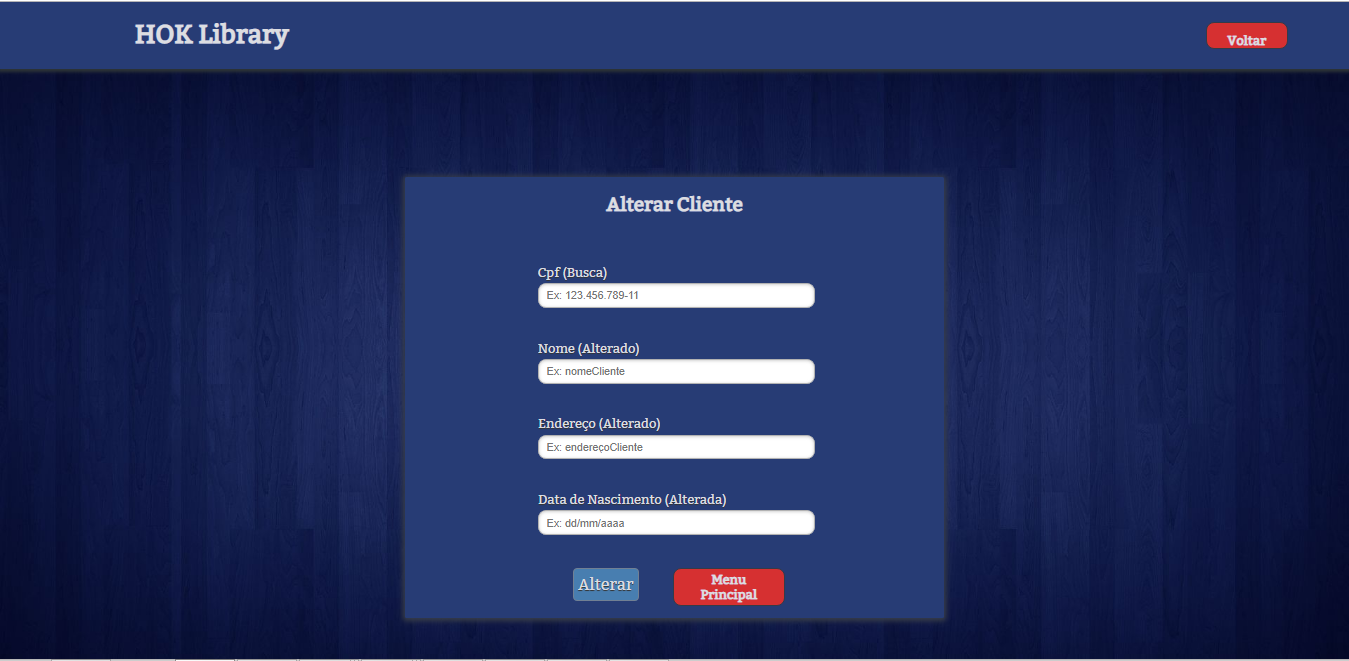 HOK Library
Voltar
Alterar Cliente
Cpf (Busca)
Ex: 123.456.789-11
Nome (Alterado)
Ex: nomeCliente
Endereço (Alterado)
Ex: endereçoCliente
Data de Nascimento (Alterada)
Ex: dd/mm/aaaa
Alterar
Menu
Principal